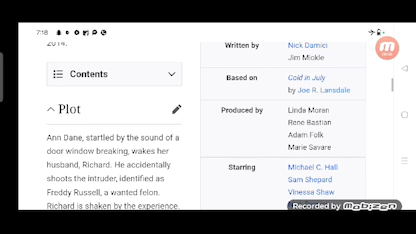 7:18
2014.
Contents
Plot
Ann Dane, startled by the sound of a
door window breaking, wakes her
husband, Richard. He accidentally
shoots the intruder, identified as
Freddy Russell, a wanted felon.
Richard is shaken by the experience,
Written by
Nick Damici
Jim Mickle
Based on
Cold in July
by Joe R. Lansdale
Produced by
Linda Moran
Rene Bastian
Adam Folk
Marie Savare
Starring
Michael C. Hall
Sam Shepard
Vinessa Shaw
Recorded by Mobizen